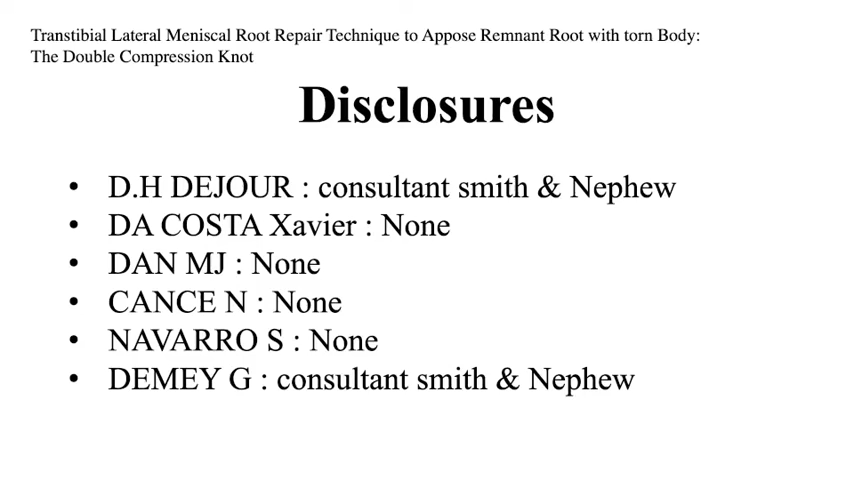 Transtibial Lateral Meniscal Root Repair Technique to Appose Remnant Root with torn Body:
The Double Compression Knot
Disclosures
• D.H DEJOUR : consultant smith & Nephew
• DA COSTA Xavier : None
• DAN MJ : None
• CANCE N : None
• NAVARRO S : None
• DEMEY G : consultant smith & Nephew